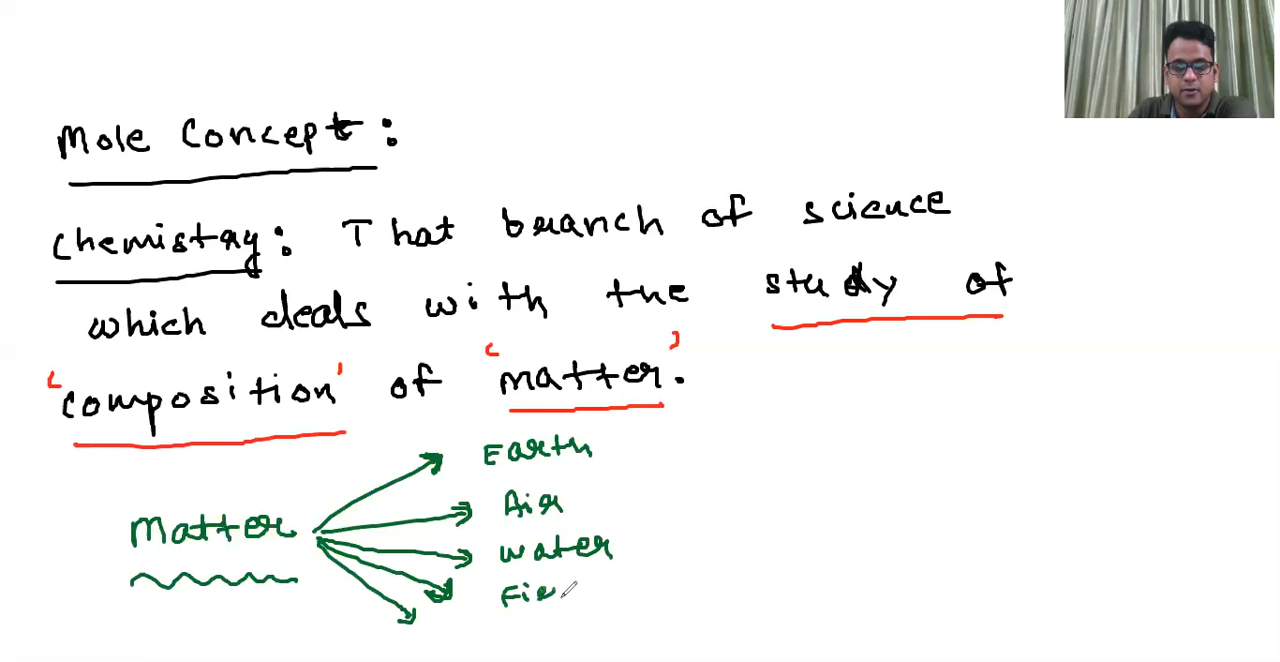 Mole Concept:
Chemistry: That branch of science
which deals with the study of
'composition' of 'matter'.
Earth
Air
Matter
water
Fir